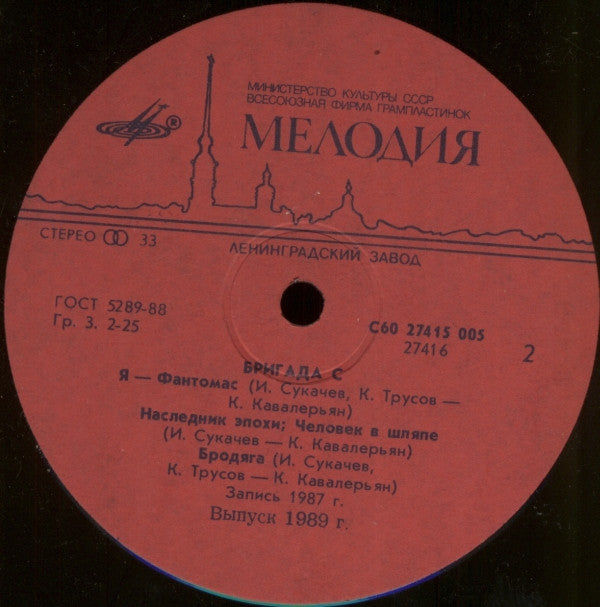 МИНИСТЕРСТВО КУЛЬТУРЫ СССР
ВСЕСОЮЗНАЯ ФИРМА ГРАМПЛАСТИНОК
МЕЛОДИЯ
®
СТЕРЕО 33
ЛЕНИНГРАДСКИЙ ЗАВОД
ГОСТ 5289-88
Гр. 3. 2-25
С60 27415 005
27416
2
БРИГАДА С
Я — Фантомас (И. Сукачев, К. Трусов —
К. Кавалерьян)
Наследник эпохи; Человек в шляпе
(И. Сукачев — К. Кавалерьян)
Бродяга (И. Сукачев,
К. Трусов — К. Кавалерьян)
Запись 1987 г.
Выпуск 1989 г.